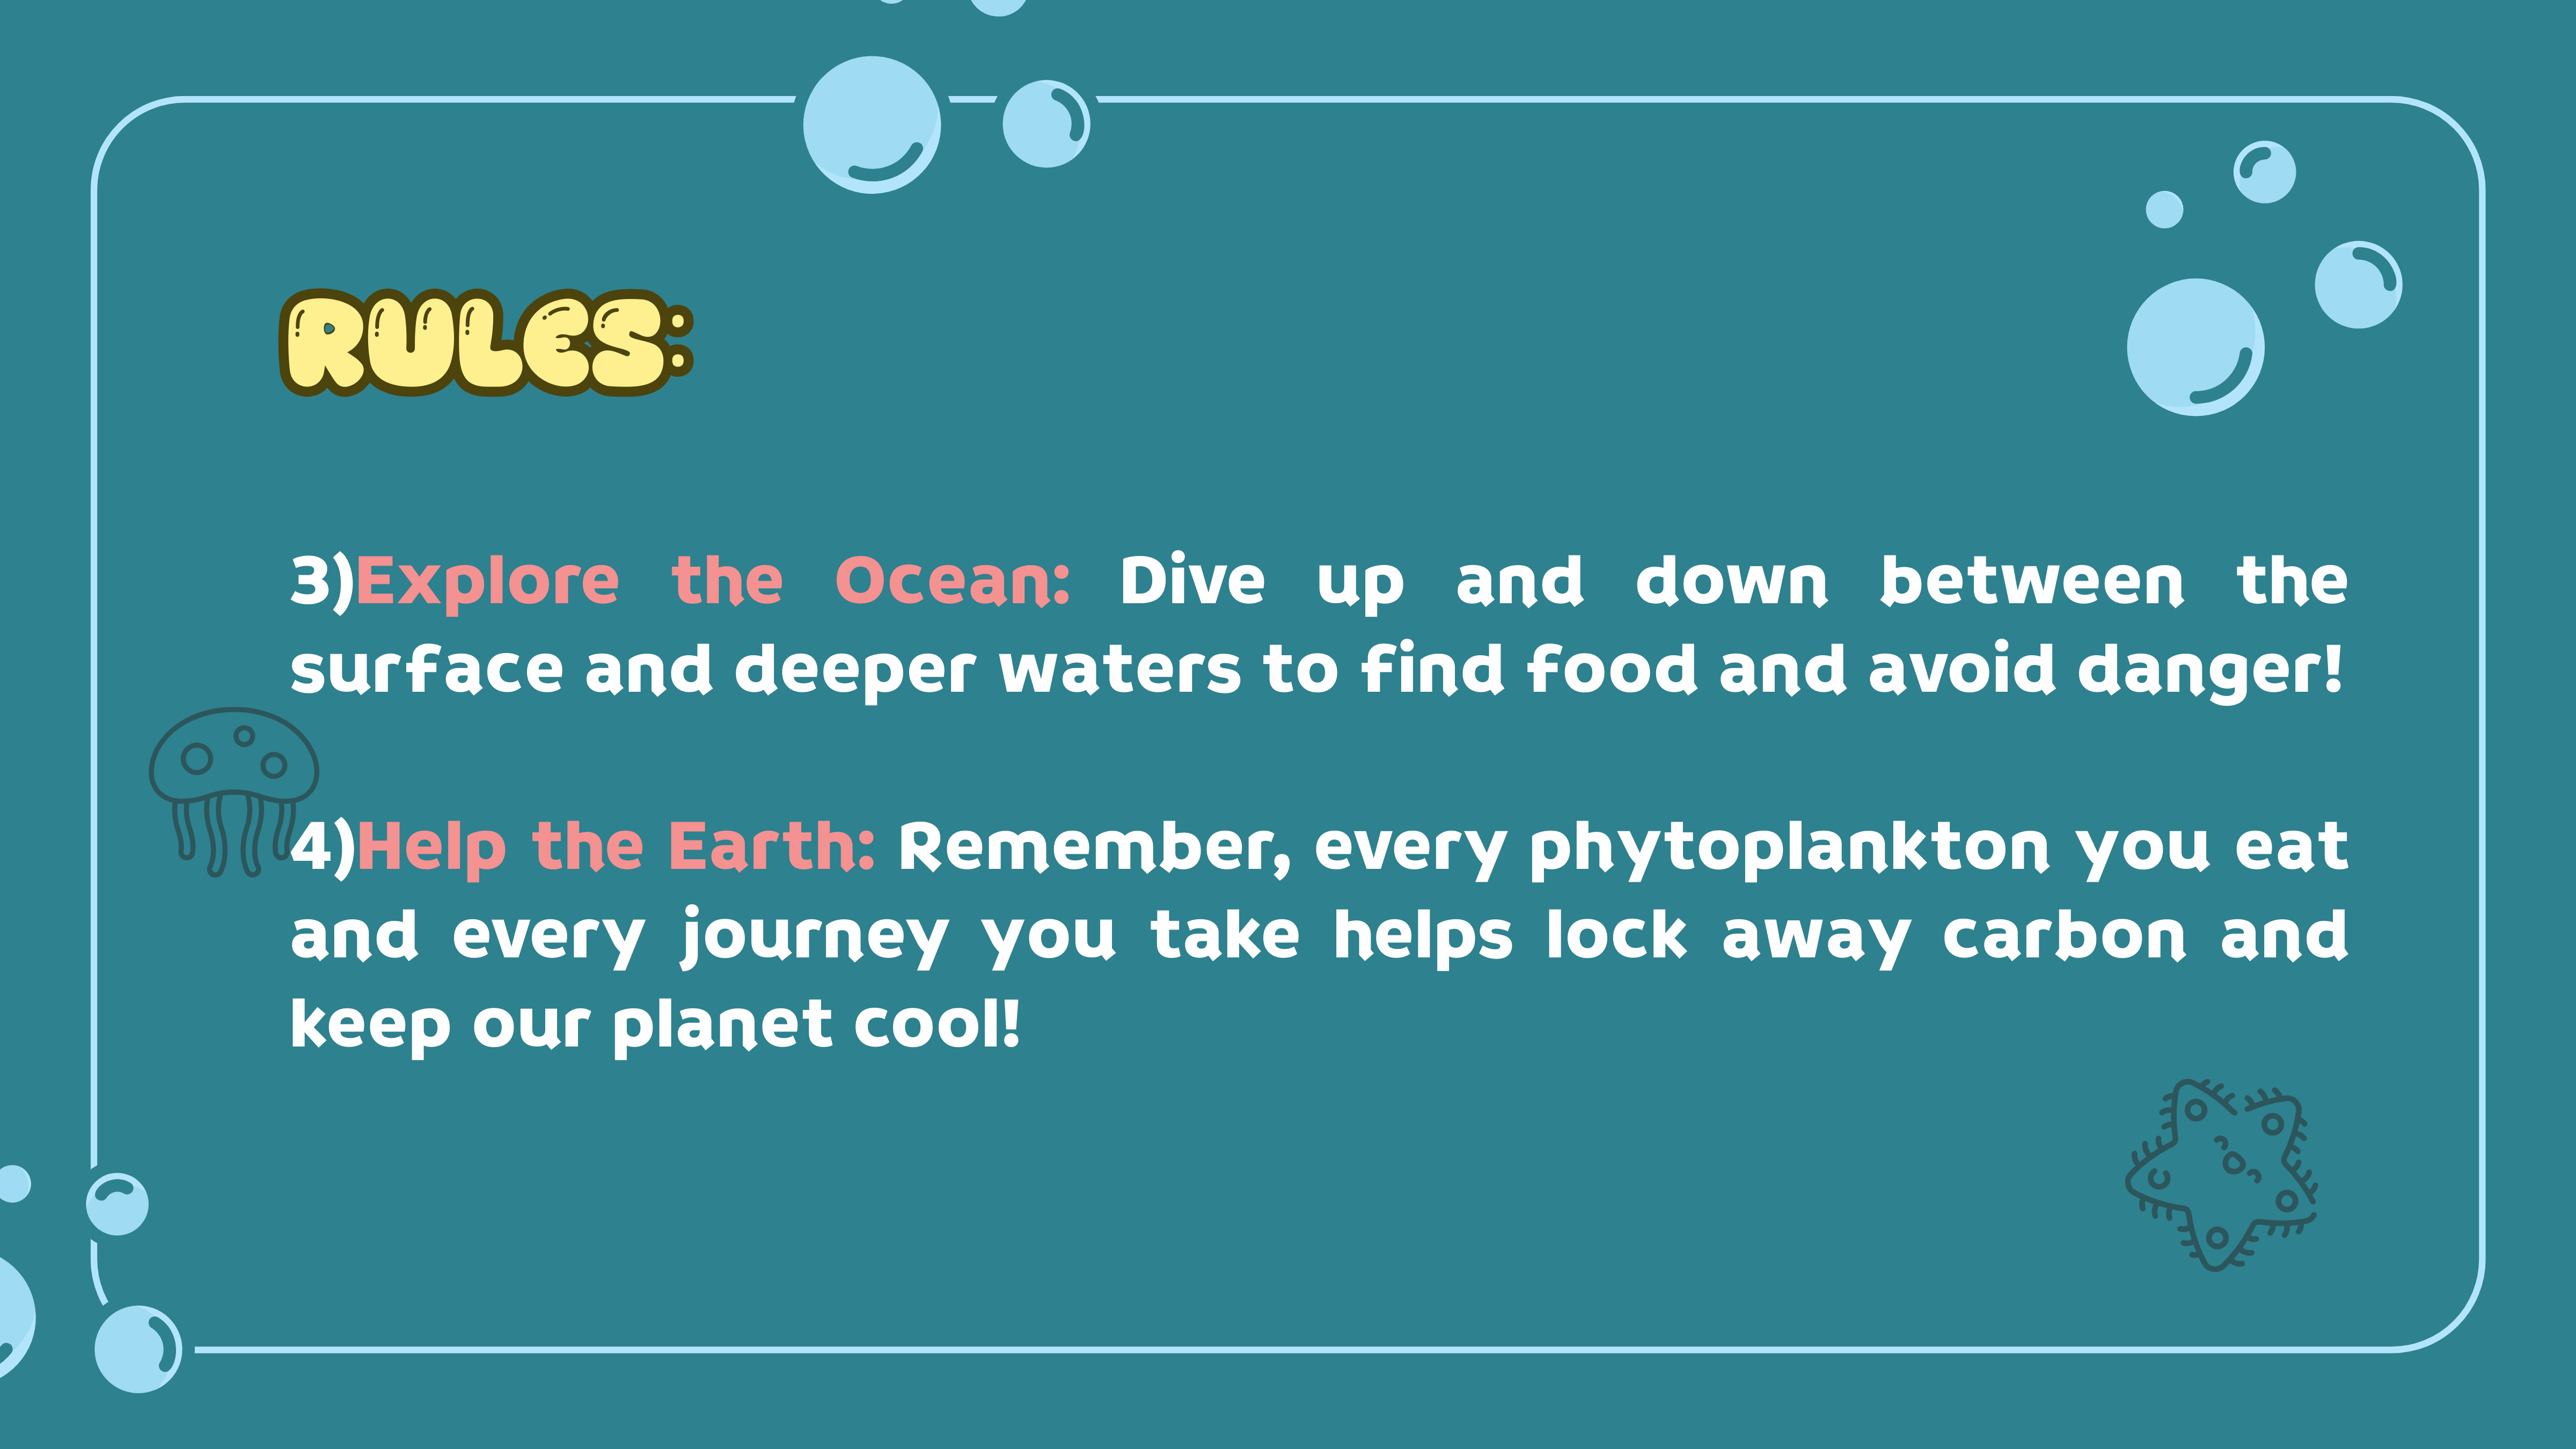 RULES:
3)Explore the Ocean: Dive up and down between the
surface and deeper waters to find food and avoid danger!
4)Help the Earth: Remember, every phytoplankton you eat
and every journey you take helps lock away carbon and
keep our planet cool!